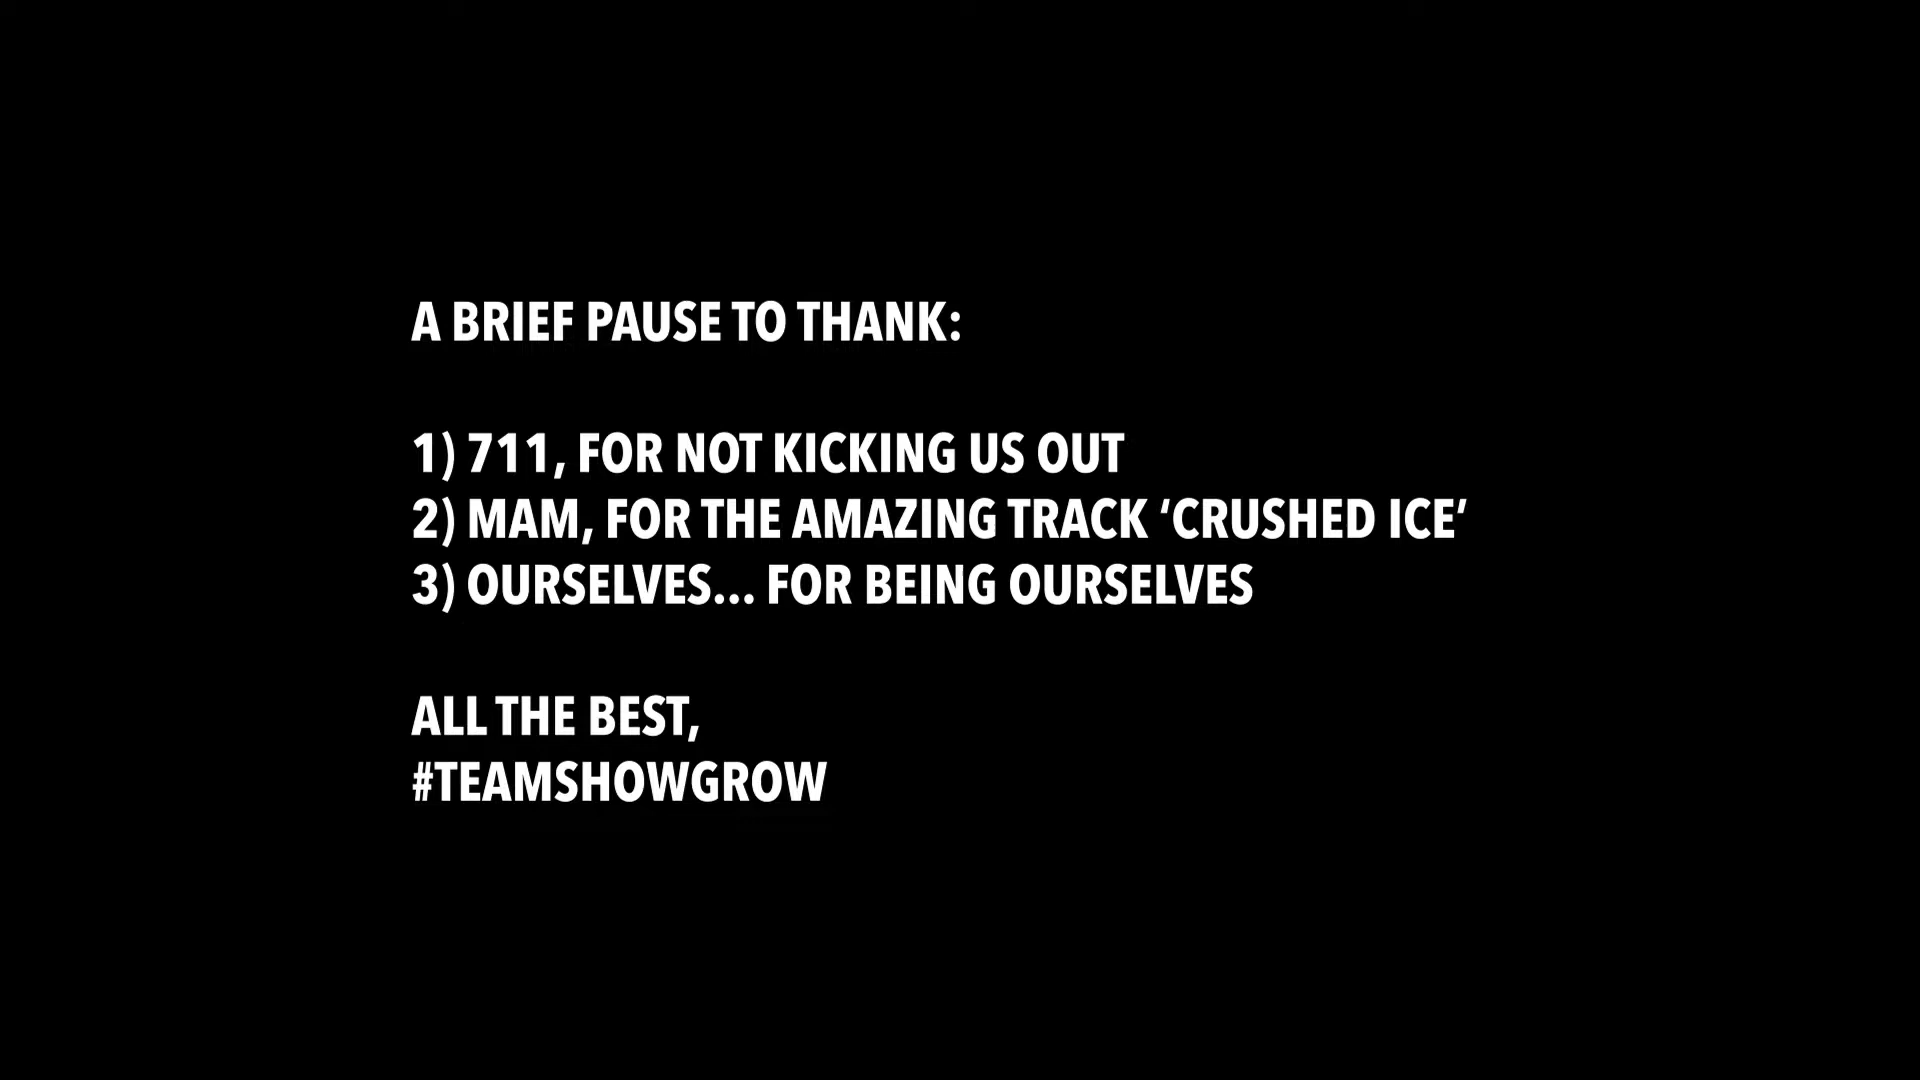 A BRIEF PAUSE TO THANK:
1) 711, FOR NOT KICKING US OUT
2) MAM, FOR THE AMAZING TRACK ‘CRUSHED ICE’
3) OURSELVES... FOR BEING OURSELVES
ALL THE BEST,
#TEAMSHOWGROW